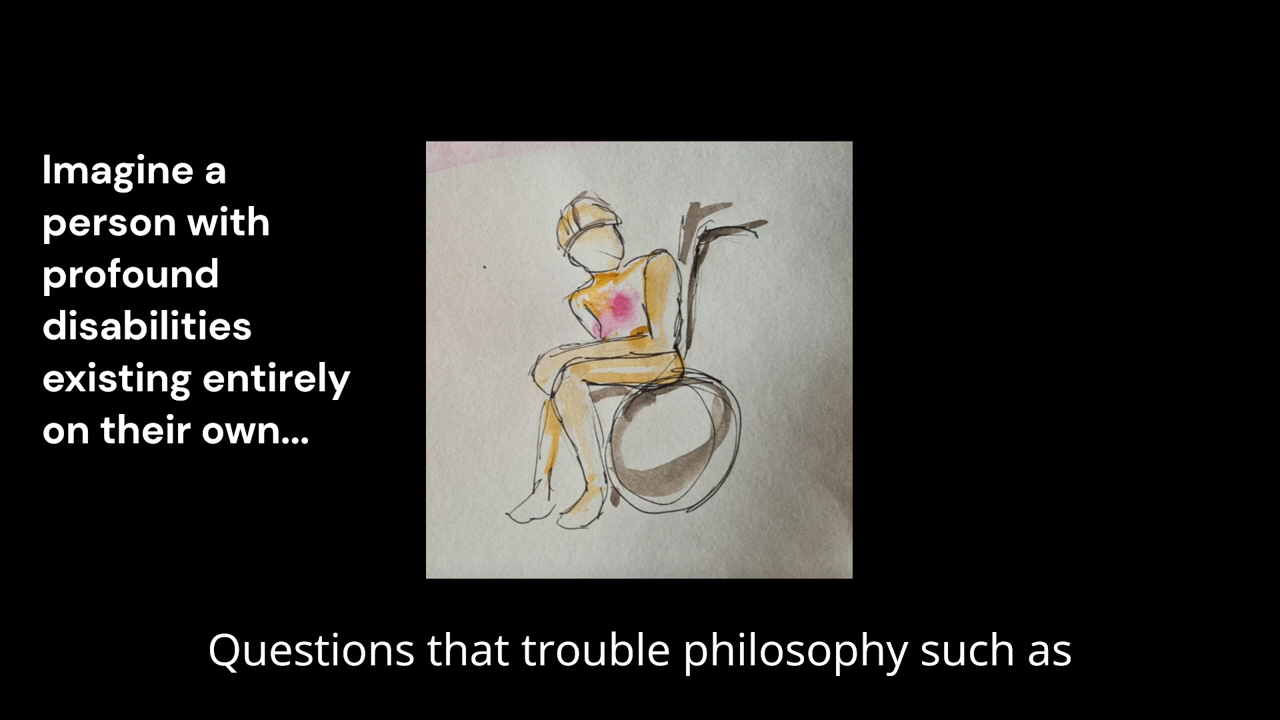 Imagine a
person with
profound
disabilities
existing entirely
on their own...
Questions that trouble philosophy such as